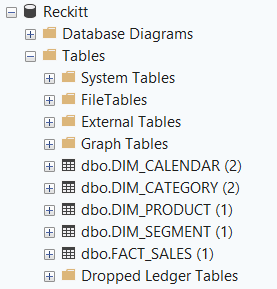 Reckitt
Database Diagrams
Tables
System Tables
FileTables
External Tables
Graph Tables
dbo.DIM_CALENDAR (2)
dbo.DIM_CATEGORY (2)
dbo.DIM_PRODUCT (1)
dbo.DIM_SEGMENT (1)
dbo.FACT_SALES (1)
Dropped Ledger Tables